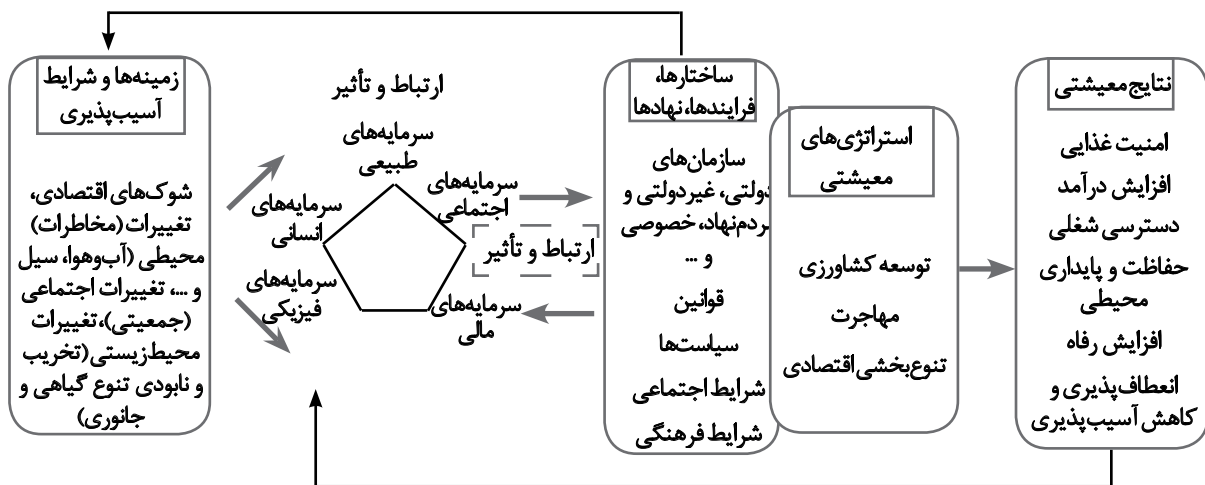 زمینه‌ها و شرایط
آسیب‌پذیری
شوک‌های اقتصادی،
تغییرات (مخاطرات)
محیطی (آب‌وهوا، سیل
و ...، تغییرات اجتماعی
(جمعیتی)، تغییرات
محیط‌زیستی (تخریب
و نابودی تنوع گیاهی و
جانوری)
ارتباط و تأثیر
سرمایه‌های
طبیعی
سرمایه‌های
اجتماعی
سرمایه‌های
انسانی
سرمایه‌های
فیزیکی
سرمایه‌های
مالی
ارتباط و تأثیر
ساختارها،
فرایندها، نهادها
سازمان‌های
دولتی، غیردولتی و
مردم‌نهاد، خصوصی
و ...
قوانین
سیاست‌ها
شرایط اجتماعی
شرایط فرهنگی
استراتژی‌های
معیشتی
توسعه کشاورزی
مهاجرت
تنوع‌بخشی اقتصادی
نتایج معیشتی
امنیت غذایی
افزایش درآمد
دسترسی شغلی
حفاظت و پایداری
محیطی
افزایش رفاه
انعطاف‌پذیری و
کاهش آسیب‌پذیری